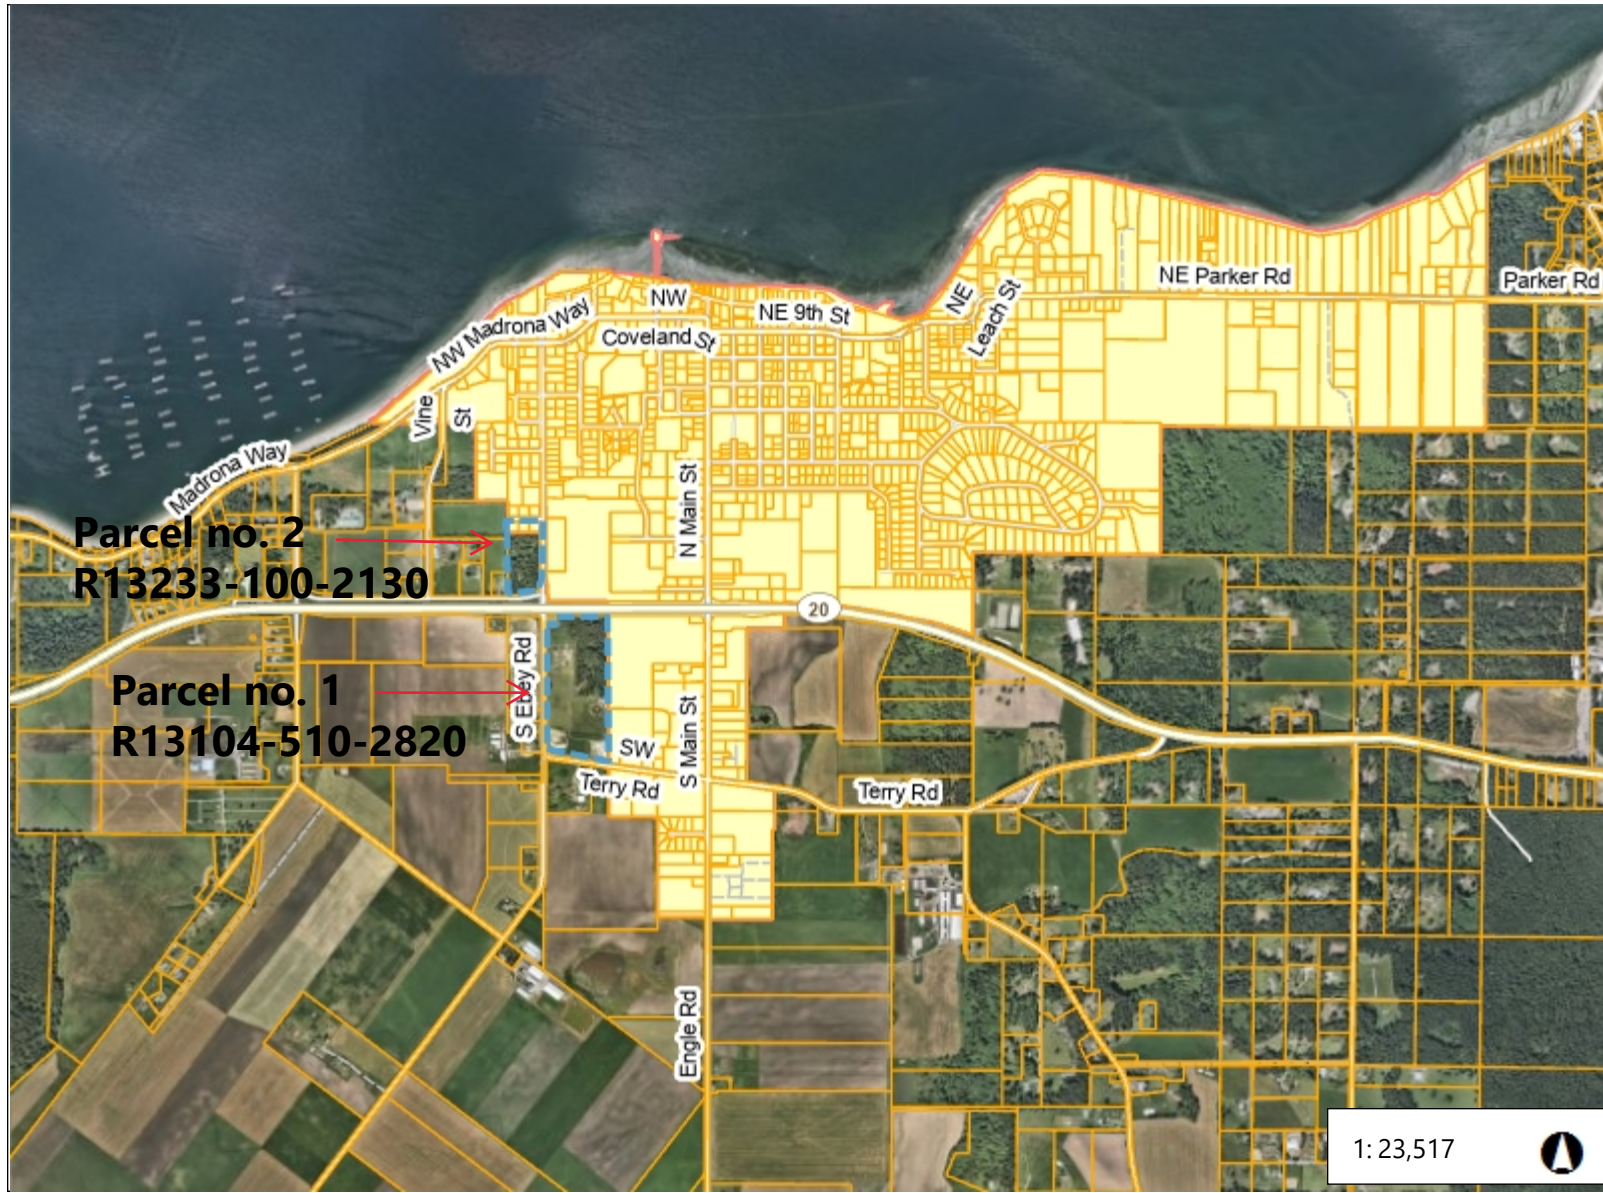 NE Parker Rd
Parker Rd
NW
NE 9th St
NE
Leach St
NW Madrona Way
Coveland St
Vine
St
Madrona Way
N Main St
Parcel no. 2
R13233-100-2130
20
S Ebey Rd
Parcel no. 1
R13104-510-2820
S Main St
SW
Terry Rd
Terry Rd
Engle Rd
1: 23,517